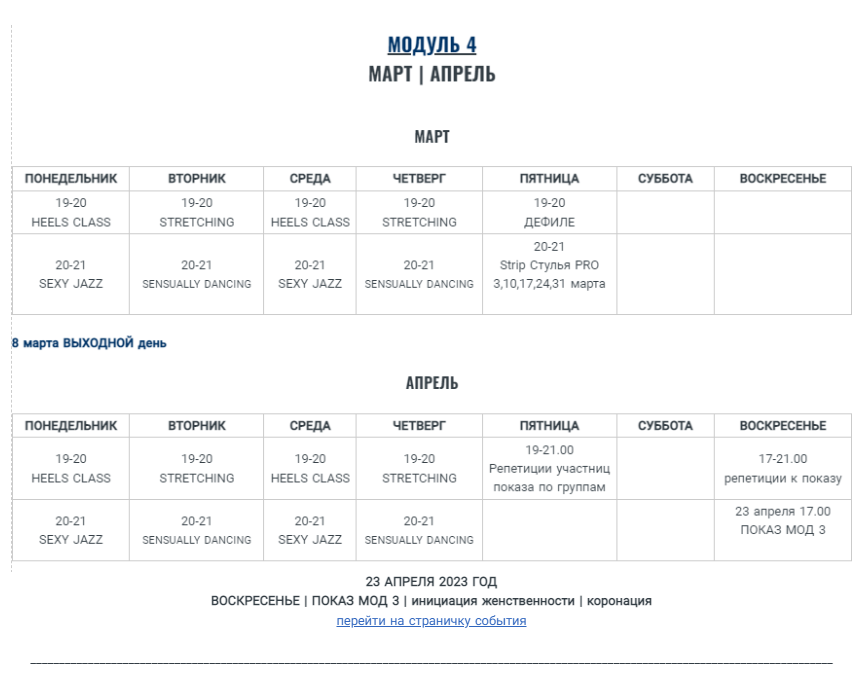 МОДУЛЬ 4
МАРТ | АПРЕЛЬ
МАРТ
ПОНЕДЕЛЬНИК ВТОРНИК СРЕДА ЧЕТВЕРГ ПЯТНИЦА СУББОТА ВОСКРЕСЕНЬЕ
19-20 19-20 19-20 19-20 19-20
HEELS CLASS STRETCHING HEELS CLASS STRETCHING ДЕФИЛЕ
20-21
20-21 20-21 20-21 20-21 Strip Стулья PRO
SEXY JAZZ SENSUALLY DANCING SEXY JAZZ SENSUALLY DANCING 3,10,17,24,31 марта
8 марта ВЫХОДНОЙ день
АПРЕЛЬ
ПОНЕДЕЛЬНИК ВТОРНИК СРЕДА ЧЕТВЕРГ ПЯТНИЦА СУББОТА ВОСКРЕСЕНЬЕ
19-21.00
19-20 19-20 19-20 19-20 Репетиции участниц 17-21.00
HEELS CLASS STRETCHING HEELS CLASS STRETCHING показа по группам репетиции к показу
23 апреля 17.00
20-21 20-21 20-21 20-21 ПОКАЗ МОД 3
SEXY JAZZ SENSUALLY DANCING SEXY JAZZ SENSUALLY DANCING
23 АПРЕЛЯ 2023 ГОД
ВОСКРЕСЕНЬЕ | ПОКАЗ МОД 3 | инициация женственности | коронация
перейти на страничку события